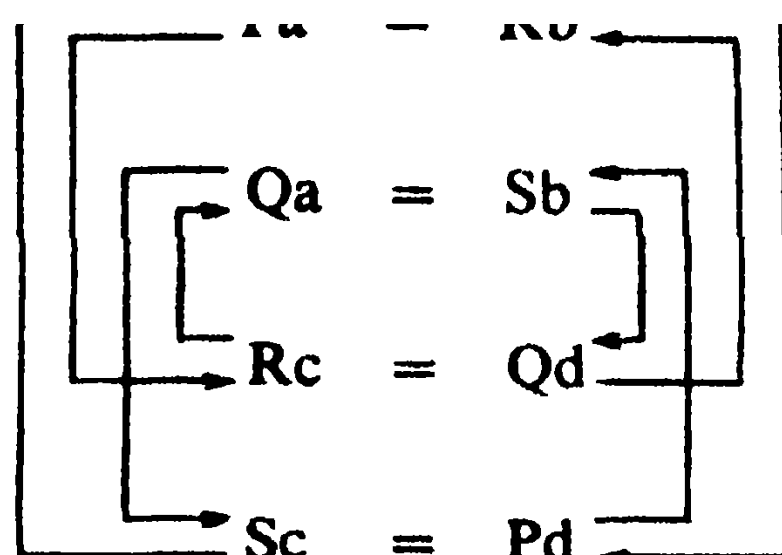 Qa = Sb
Rc = Qd
Sc = Pd